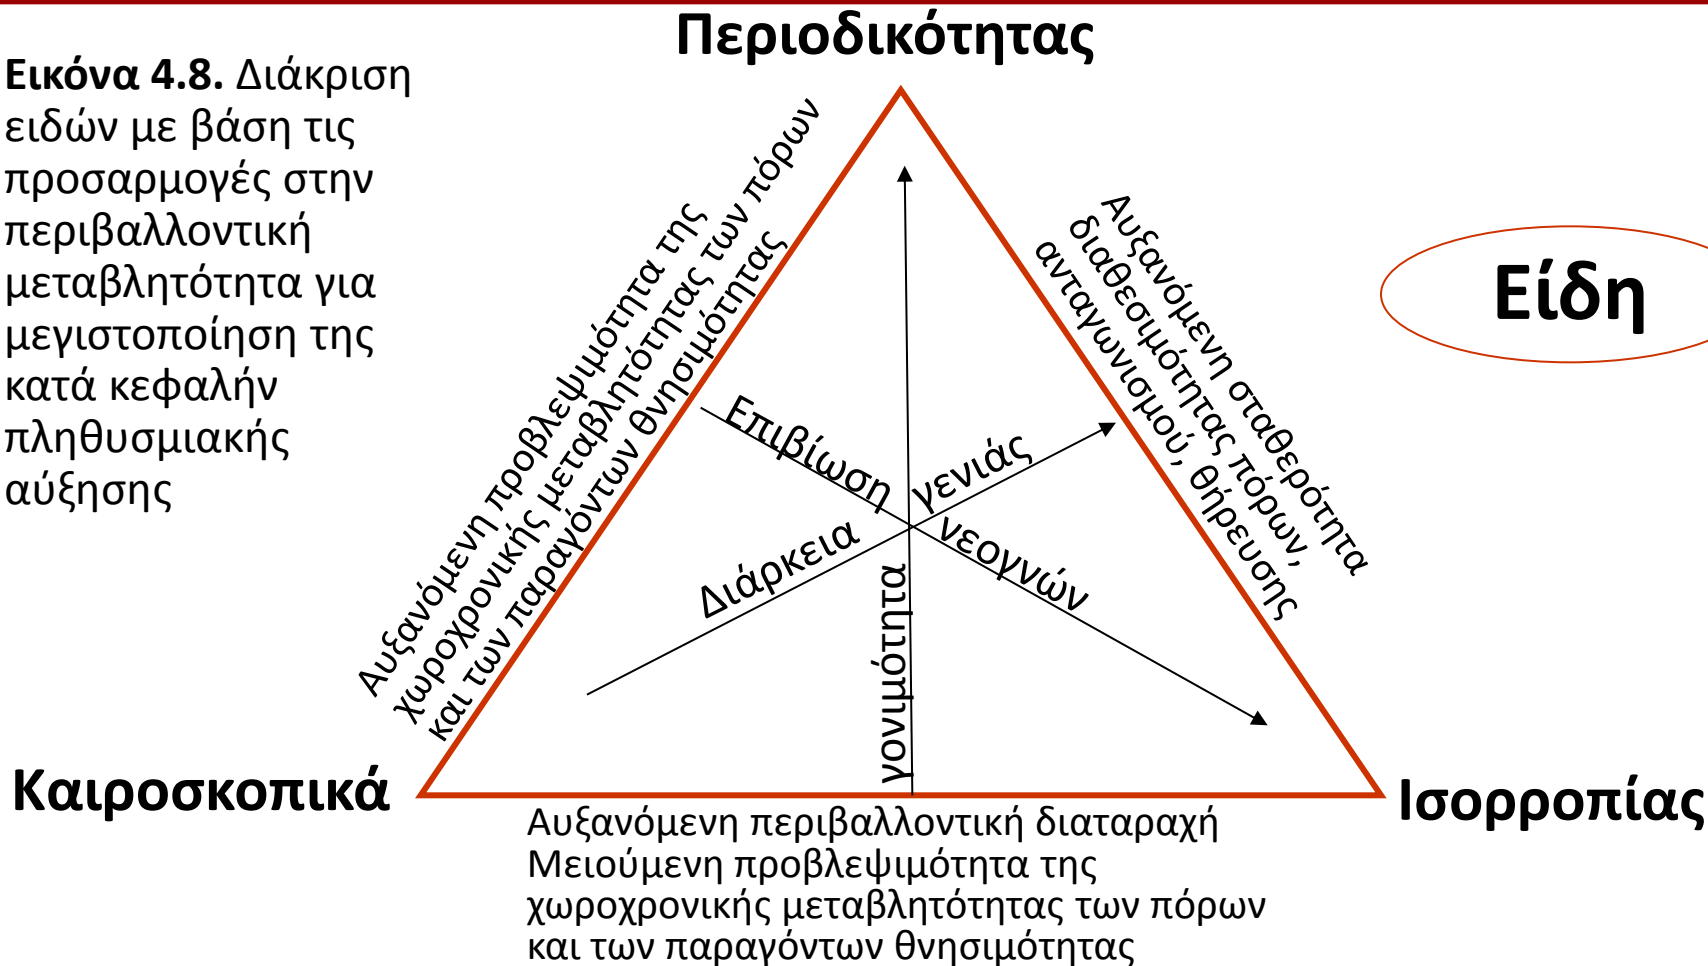 Περιοδικότητας
Εικόνα 4.8. Διάκριση
ειδών με βάση τις
προσαρμογές στην
περιβαλλοντική
μεταβλητότητα για
μεγιστοποίηση της
κατά κεφαλήν
πληθυσμιακής
αύξησης
Αυξανόμενη προβλεψιμότητα της
χωροχρονικής μεταβλητότητας των πόρων
και των παραγόντων θνησιμότητας
Αυξανόμενη σταθερότητα
διαθεσιμότητας πόρων,
ανταγωνισμού, θήρευσης
Είδη
Επιβίωση νεογνών
Διάρκεια γενιάς
γονιμότητα
Καιροσκοπικά
Ισορροπίας
Αυξανόμενη περιβαλλοντική διαταραχή
Μειούμενη προβλεψιμότητα της
χωροχρονικής μεταβλητότητας των πόρων
και των παραγόντων θνησιμότητας